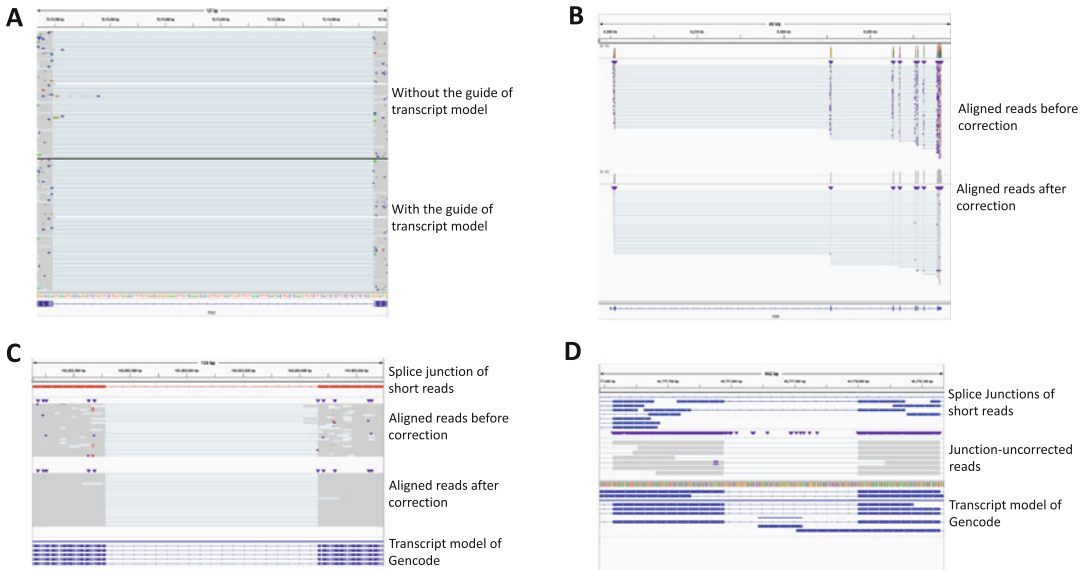 A
Without the guide of
transcript model
With the guide of
transcript model
B
Aligned reads before
correction
Aligned reads after
correction
C
Splice junction of
short reads
Aligned reads before
correction
Aligned reads after
correction
Transcript model of
Gencode
D
Splice Junctions of
short reads
Junction-uncorrected
reads
Transcript model of
Gencode